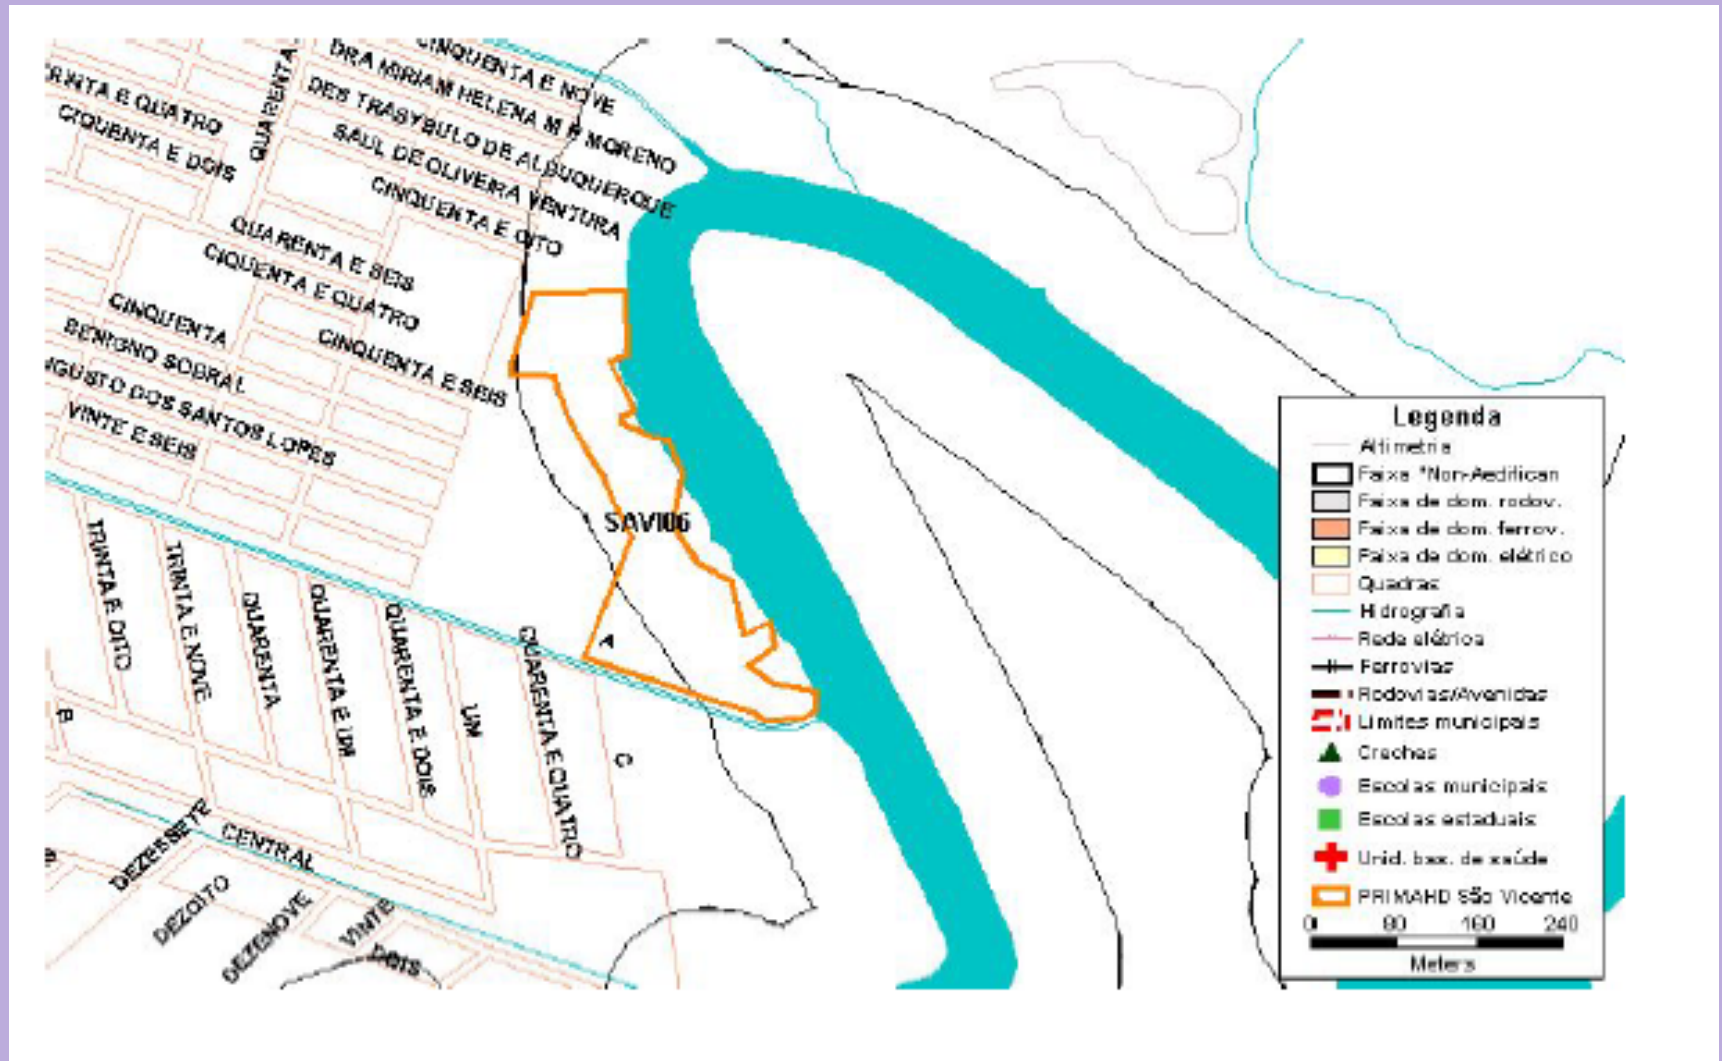 CINQUENTA E NOVE
DRA MIRIAM HELENA M B MORENO
DES TRASYBULO DE ALBUQUERQUE
SAUL DE OLIVEIRA VENTURA
CINQUENTA E OITO
QUARENTA
TRINTA E QUATRO
CIQUENTA E DOIS
QUARENTA E SEIS
CIQUENTA E QUATRO
CINQUENTA
CINQUENTA E SEIS
BENIGNO SOBRAL
DOS SANTOS LOPES
VINTE E SEIS
SAVI06
TRINTA E OITO
TRINTA E NOVE
QUARENTA
QUARENTA E UM
QUARENTA E DOIS
UM
QUARENTA E QUATRO
B
C
DEZESSETE
CENTRAL
DEZOITO
DEZENOVE
VINTE
DOIS
Legenda
Altimetria
Faixa "Non-Aedifican
Faixa de dom. rodov.
Faixa de dom. ferrov.
Faixa de dom. elétrico
Quadras
Hidrografia
Rede elétrica
Ferrovias
Rodovias/Avenidas
Limites municipais
Creches
Escolas municipais
Escolas estaduais
Unid. bas. de saúde
PRIMAHD São Vicente
0 80 160 240
Meters